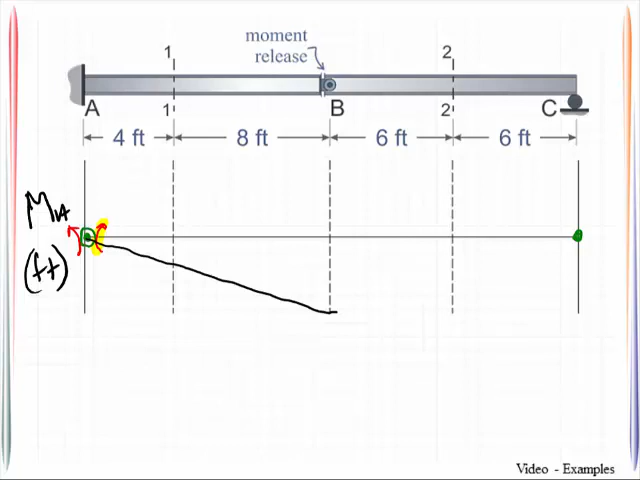 moment
release
1 2
A 1 B 2 C
4 ft 8 ft 6 ft 6 ft
MA
(ft)
Video - Examples